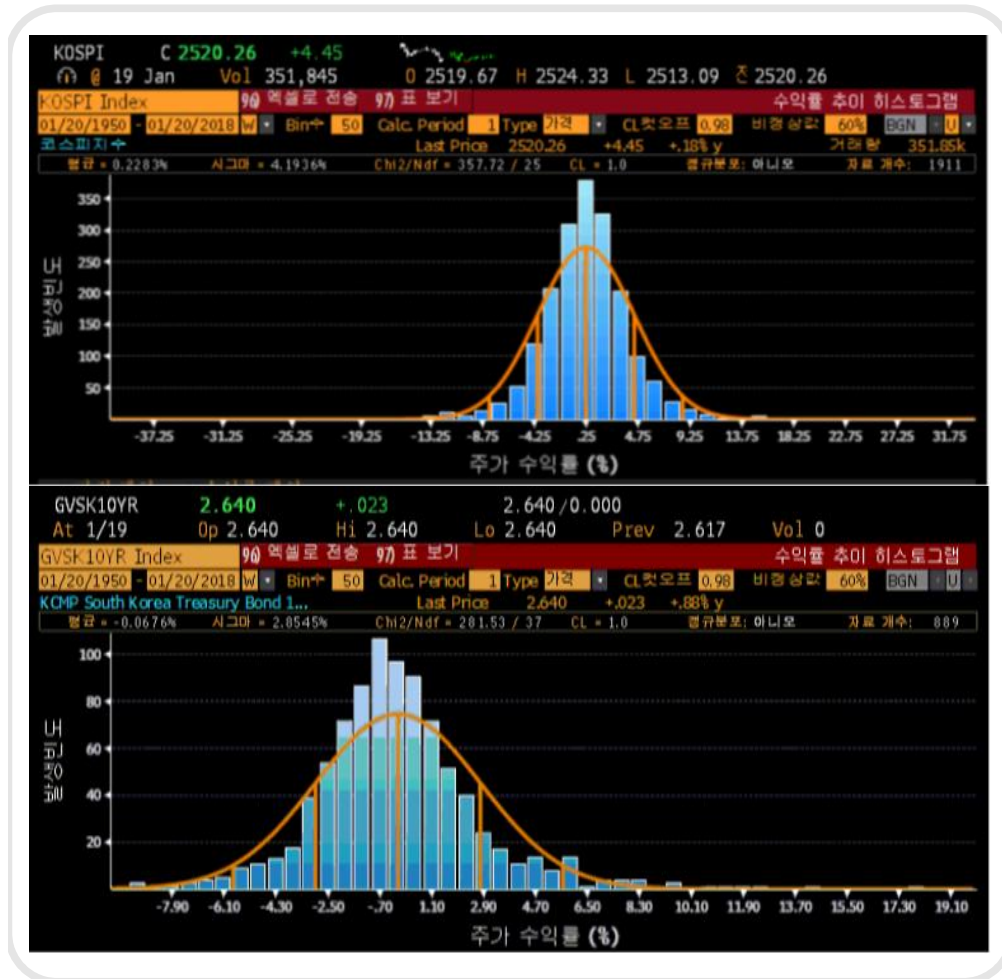 KOSPI C 2520.26 +4.45
@ 19 Jan Vol 351,845 O 2519.67 H 2524.33 L 2513.09 전 2520.26
KOSPI Index 96) 엑셀로 전송 97) 표 보기 수익률 추이 히스토그램
01/20/1950 - 01/20/2018 W Bin수 50 Calc. Period 1 Type 가격 CL컷오프 0.98 비정상값 60% BGN U
코스피지수 Last Price 2520.26 +4.45 +.18% y 거래량 351.85k
평균 = 0.2283% 시그마 = 4.1936% Chi2/Ndf = 357.72 / 25 CL = 1.0 정규분포: 아니오 자료 개수: 1911
350
300
250
200
150
100
50
발생빈도
-37.25 -31.25 -25.25 -19.25 -13.25 -8.75 -4.25 .25 4.75 9.25 13.75 18.25 22.75 27.25 31.75
주가 수익률 (%)
GVSK10YR 2.640 +.023 2.640/0.000
At 1/19 Op 2.640 Hi 2.640 Lo 2.640 Prev 2.617 Vol 0
GVSK10YR Index 96) 엑셀로 전송 97) 표 보기 수익률 추이 히스토그램
01/20/1950 - 01/20/2018 W Bin수 50 Calc. Period 1 Type 가격 CL컷오프 0.98 비정상값 60% BGN U
KCMP South Korea Treasury Bond 1... Last Price 2.640 +.023 +.88% y
평균 = -0.0676% 시그마 = 2.8545% Chi2/Ndf = 281.53 / 37 CL = 1.0 정규분포: 아니오 자료 개수: 889
100
80
60
40
20
발생빈도
-7.90 -6.10 -4.30 -2.50 -.70 1.10 2.90 4.70 6.50 8.30 10.10 11.90 13.70 15.50 17.30 19.10
주가 수익률 (%)